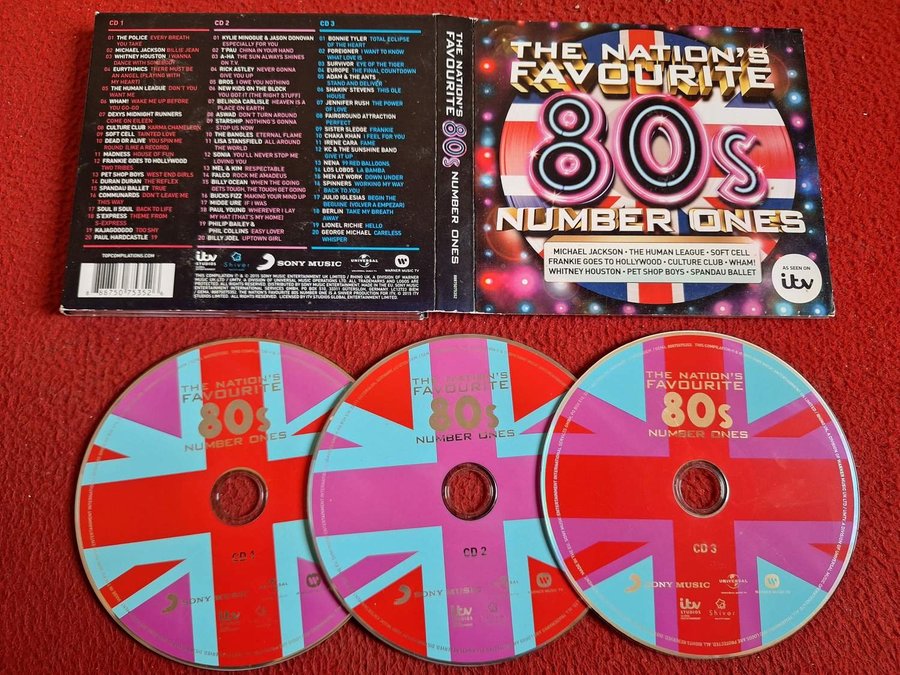 CD 1
01 THE POLICE EVERY BREATH
YOU TAKE
02 MICHAEL JACKSON BILLIE JEAN
03 WHITNEY HOUSTON I WANNA
DANCE WITH SOMEBODY
04 EURYTHMICS THERE MUST BE
AN ANGEL (PLAYING WITH
MY HEART)
05 THE HUMAN LEAGUE DON'T YOU
WANT ME
06 WHAM! WAKE ME UP BEFORE
YOU GO-GO
07 DEXYS MIDNIGHT RUNNERS
COME ON EILEEN
08 CULTURE CLUB KARMA CHAMELEON
09 SOFT CELL TAINTED LOVE
10 DEAD OR ALIVE YOU SPIN ME
ROUND (LIKE A RECORD)
11 MADNESS HOUSE OF FUN
12 FRANKIE GOES TO HOLLYWOOD
TWO TRIBES
13 PET SHOP BOYS WEST END GIRLS
14 DURAN DURAN THE REFLEX
15 SPANDAU BALLET TRUE
16 COMMUNARDS DON'T LEAVE ME
THIS WAY
17 SOUL II SOUL BACK TO LIFE
18 S'EXPRESS THEME FROM
S-EXPRESS
19 KAJAGOOGOO TOO SHY
20 PAUL HARDCASTLE 19
TOPCOMPILATIONS.COM
8 88750 75352
CD 2
01 KYLIE MINOGUE & JASON DONOVAN
ESPECIALLY FOR YOU
02 T'PAU CHINA IN YOUR HAND
03 A-HA THE SUN ALWAYS SHINES
ON T.V
04 RICK ASTLEY NEVER GONNA
GIVE YOU UP
05 BROS I OWE YOU NOTHING
06 NEW KIDS ON THE BLOCK
YOU GOT IT (THE RIGHT STUFF)
07 BELINDA CARLISLE HEAVEN IS A
PLACE ON EARTH
08 ASWAD DON'T TURN AROUND
09 STARSHIP NOTHING'S GONNA
STOP US NOW
10 THE BANGLES ETERNAL FLAME
11 LISA STANSFIELD ALL AROUND
THE WORLD
12 SONIA YOU'LL NEVER STOP ME
LOVING YOU
13 MEL & KIM RESPECTABLE
14 FALCO ROCK ME AMADEUS
15 BILLY OCEAN WHEN THE GOING
GETS TOUGH, THE TOUGH GET GOING
16 BUCKS FIZZ MAKING YOUR MIND UP
17 MIDGE URE IF I WAS
18 PAUL YOUNG WHEREVER I LAY
MY HAT (THAT'S MY HOME)
19 PHILIP BAILEY &
PHIL COLLINS EASY LOVER
20 BILLY JOEL UPTOWN GIRL
CD 3
01 BONNIE TYLER TOTAL ECLIPSE
OF THE HEART
02 FOREIGNER I WANT TO KNOW
WHAT LOVE IS
03 SURVIVOR EYE OF THE TIGER
04 EUROPE THE FINAL COUNTDOWN
05 ADAM & THE ANTS
STAND AND DELIVER
06 SHAKIN' STEVENS THIS OLE
HOUSE
07 JENNIFER RUSH THE POWER
OF LOVE
08 FAIRGROUND ATTRACTION
PERFECT
09 SISTER SLEDGE FRANKIE
10 CHAKA KHAN I FEEL FOR YOU
11 IRENE CARA FAME
12 KC & THE SUNSHINE BAND
GIVE IT UP
13 NENA 99 RED BALLOONS
14 LOS LOBOS LA BAMBA
15 MEN AT WORK DOWN UNDER
16 SPINNERS WORKING MY WAY
BACK TO YOU
17 JULIO IGLESIAS BEGIN THE
BEGUINE (VOLVER A EMPEZAR)
18 BERLIN TAKE MY BREATH
AWAY
19 LIONEL RICHIE HELLO
20 GEORGE MICHAEL CARELESS
WHISPER
itv STUDIOS
Shiver
SONY MUSIC
UNIVERSAL
WARNER MUSIC TV
THE NATION'S FAVOURITE 80s NUMBER ONES
THE NATION'S
FAVOURITE
80s
NUMBER ONES
MICHAEL JACKSON · THE HUMAN LEAGUE · SOFT CELL
FRANKIE GOES TO HOLLYWOOD · CULTURE CLUB · WHAM!
WHITNEY HOUSTON · PET SHOP BOYS · SPANDAU BALLET
AS SEEN ON
itv
THE NATION'S
FAVOURITE
80s
NUMBER ONES
CD 1
SONY MUSIC
itv
STUDIOS
Shiver
THE NATION'S
FAVOURITE
80s
NUMBER ONES
CD 2
SONY MUSIC
itv
STUDIOS
Shiver
THE NATION'S
FAVOURITE
80s
NUMBER ONES
CD 3
SONY MUSIC
UNIVERSAL
WARNER MUSIC TV
itv
STUDIOS
Shiver